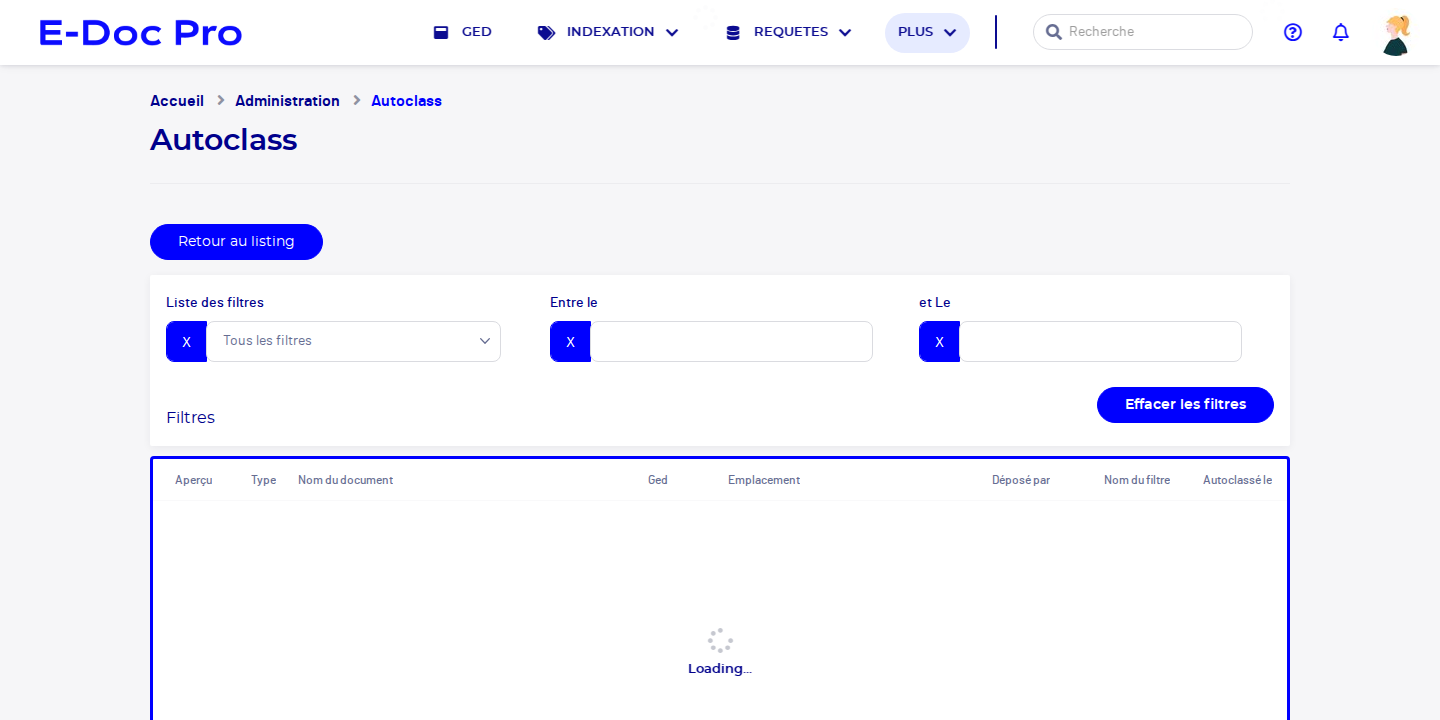 E-Doc Pro
GED
INDEXATION
REQUETES
PLUS
Recherche
Accueil
Administration
Autoclass
Autoclass
Retour au listing
Liste des filtres
Entre le
et Le
X
Tous les filtres
X
X
Filtres
Effacer les filtres
Aperçu
Type
Nom du document
Ged
Emplacement
Déposé par
Nom du filtre
Autoclassé le
Loading...